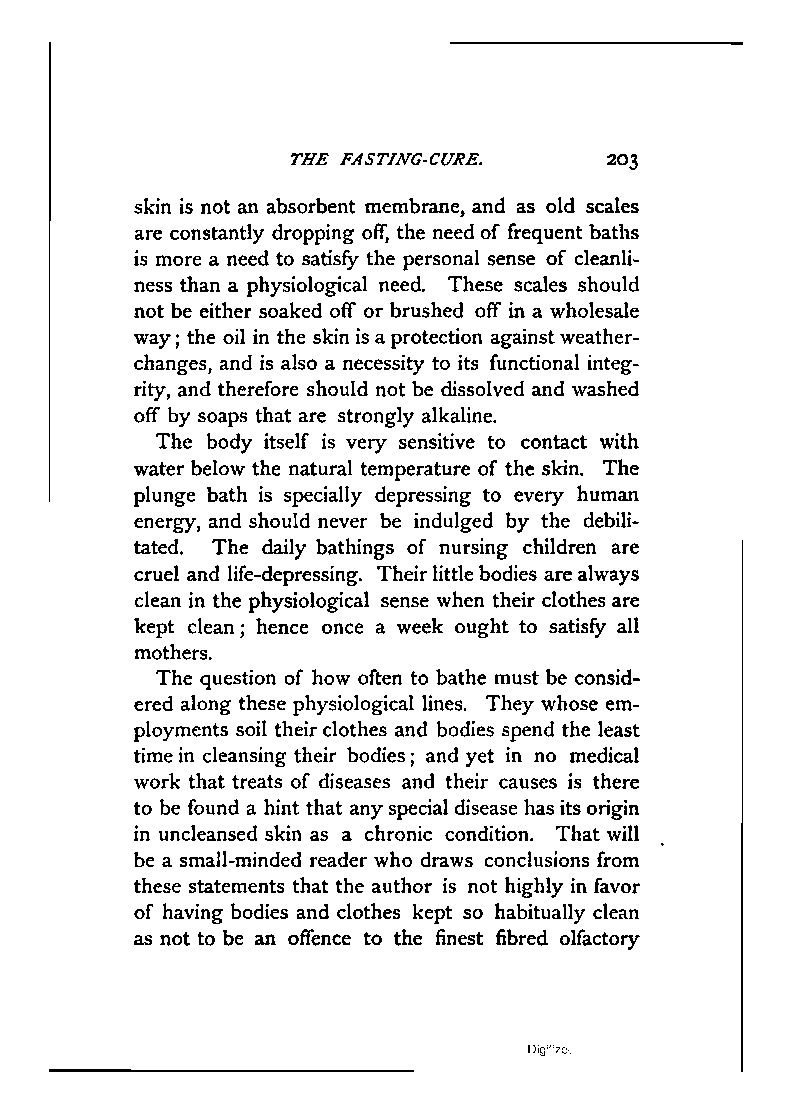 THE FASTING-CURE. 203
skin is not an absorbent membrane, and as old scales
are constantly dropping off, the need of frequent baths
is more a need to satisfy the personal sense of cleanli-
ness than a physiological need. These scales should
not be either soaked off or brushed off in a wholesale
way; the oil in the skin is a protection against weather-
changes, and is also a necessity to its functional integ-
rity, and therefore should not be dissolved and washed
off by soaps that are strongly alkaline.
The body itself is very sensitive to contact with
water below the natural temperature of the skin. The
plunge bath is specially depressing to every human
energy, and should never be indulged by the debili-
tated. The daily bathings of nursing children are
cruel and life-depressing. Their little bodies are always
clean in the physiological sense when their clothes are
kept clean; hence once a week ought to satisfy all
mothers.
The question of how often to bathe must be consid-
ered along these physiological lines. They whose em-
ployments soil their clothes and bodies spend the least
time in cleansing their bodies; and yet in no medical
work that treats of diseases and their causes is there
to be found a hint that any special disease has its origin
in uncleansed skin as a chronic condition. That will
be a small-minded reader who draws conclusions from
these statements that the author is not highly in favor
of having bodies and clothes kept so habitually clean
as not to be an offence to the finest fibred olfactory